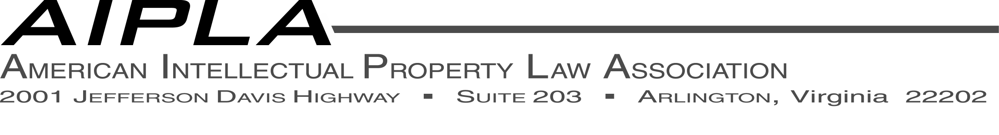 AIPLA
AMERICAN INTELLECTUAL PROPERTY LAW ASSOCIATION
2001 JEFFERSON DAVIS HIGHWAY ▪ SUITE 203 ▪ ARLINGTON, Virginia 22202